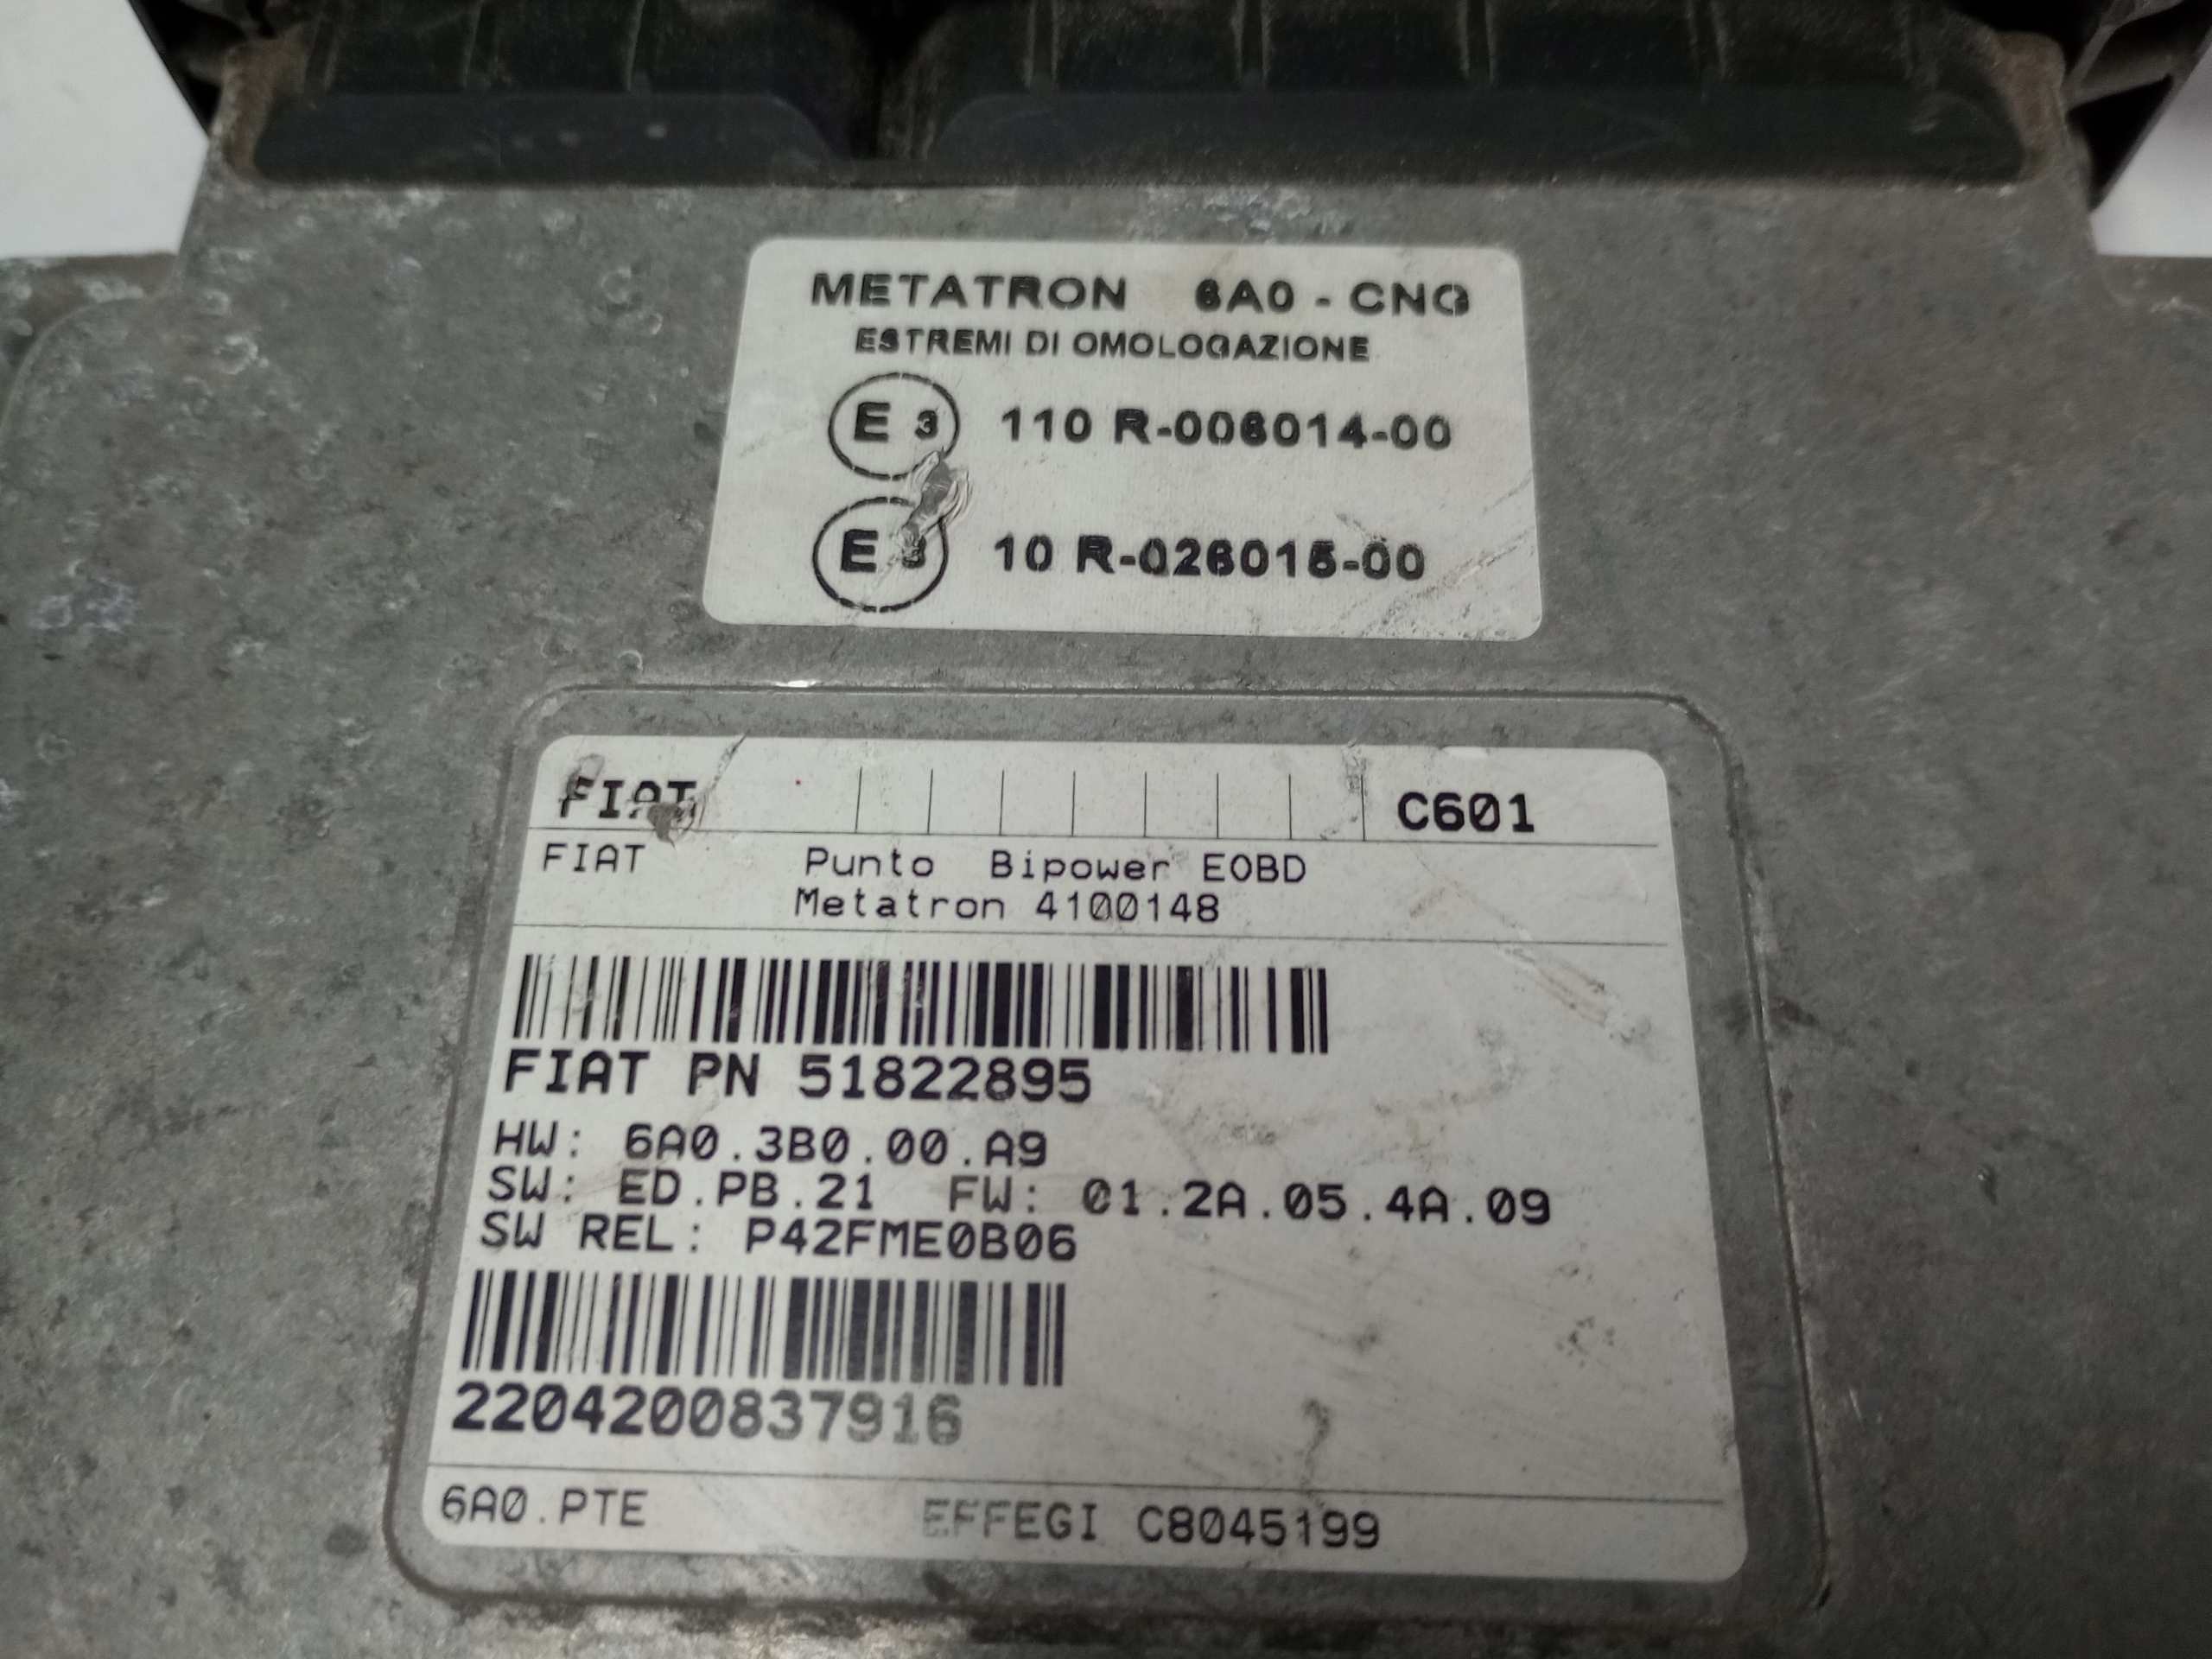 METATRON 6A0 - CNG
ESTREMI DI OMOLOGAZIONE
E 3 110 R-006014-00
E 3 10 R-026015-00
FIAT C601
FIAT Punto Bipower EOBD
Metatron 4100148
FIAT PN 51822895
HW: 6A0.3B0.00.A9
SW: ED.PB.21 FW: 01.2A.05.4A.09
SW REL: P42FME0B06
2204200837916
6A0.PTE EFFEGI C8045199